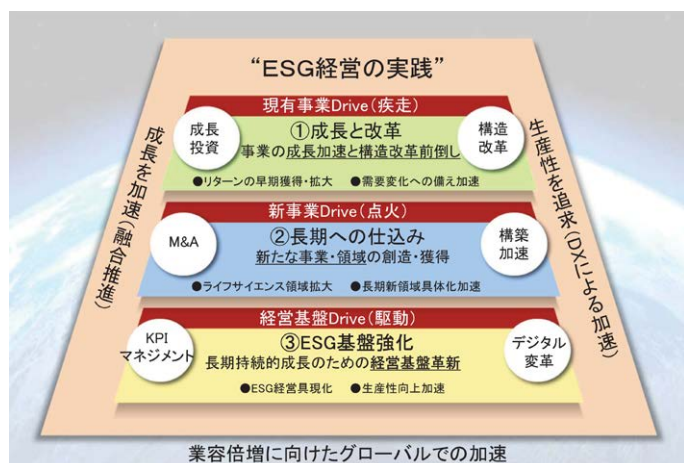 “ESG経営の実践”
現有事業Drive(疾走)
成長
投資
①成長と改革
事業の成長加速と構造改革前倒し
構造
改革
●リターンの早期獲得・拡大 ●需要変化への備え加速
新事業Drive(点火)
M&A
②長期への仕込み
新たな事業・領域の創造・獲得
構築
加速
●ライフサイエンス領域拡大 ●長期新領域具体化加速
経営基盤Drive(駆動)
KPI
マネジメント
③ESG基盤強化
長期持続的成長のための経営基盤革新
デジタル
変革
●ESG経営具現化 ●生産性向上加速
成長を加速(融合推進)
生産性を追求(DXによる加速)
業容倍増に向けたグローバルでの加速